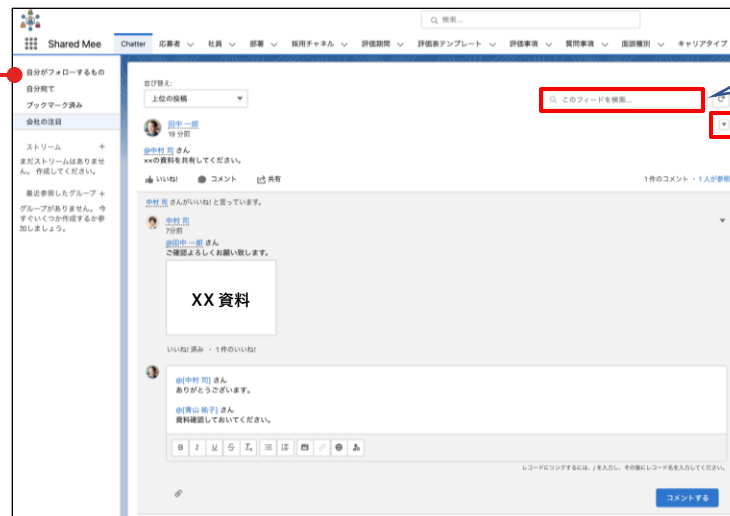 検索...
Shared Mee
Chatter 応募者 社員 部署 採用チャネル 評価期間 評価表テンプレート 評価事項 質問事項 面談種別 キャリアタイプ
自分がフォローするもの
自分宛て
ブックマーク済み
会社の注目
ストリーム +
まだストリームはありませ
ん。 作成してください。
最近参照したグループ +
グループがありません。 今
すぐいくつか作成するか参
加しましょう。
並び替え:
上位の投稿
このフィードを検索...
田中 一郎
19 分前
@中村 司 さん
××の資料を共有してください。
いいね! コメント 共有
1 件のコメント ・ 1 人が参照
中村 司 さんがいいね! と言っています。
中村 司
7分前
@田中 一郎 さん
ご確認よろしくお願い致します。
XX 資料
いいね! 済み ・ 1 件のいいね!
@[中村 司] さん
ありがとうございます。
@[青山 祐子] さん
資料確認しておいてください。
B I U S Tx
レコードにリンクするには、/ を入力し、その後にレコード名を入力してください。
コメントする